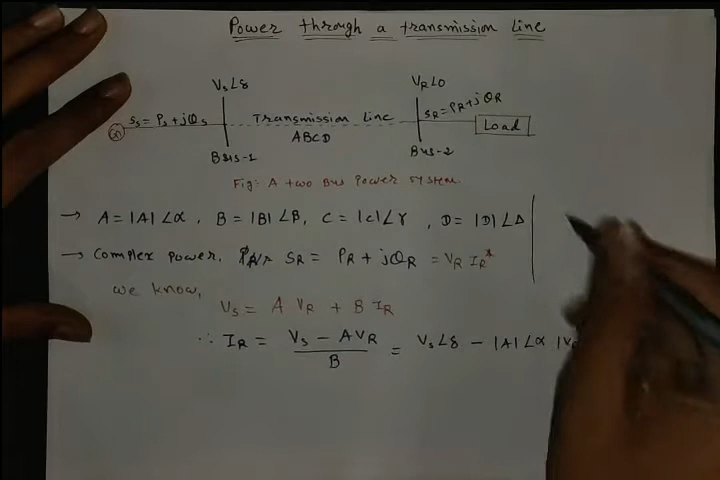 Power through a transmission line
Vs∠δ VR∠0
Ss = Ps + jQs Transmission line SR = PR + jQR Load
ABCD
Bus-1 Bus-2
Fig: A two Bus Power system.
→ A = |A|∠α, B = |B|∠β, C = |C|∠γ, D = |D|∠Δ
→ Complex power, SR = PR + jQR = VR IR*
we know,
Vs = A VR + B IR
∴ IR = (Vs - AVR)/B = Vs∠δ - |A|∠α |V